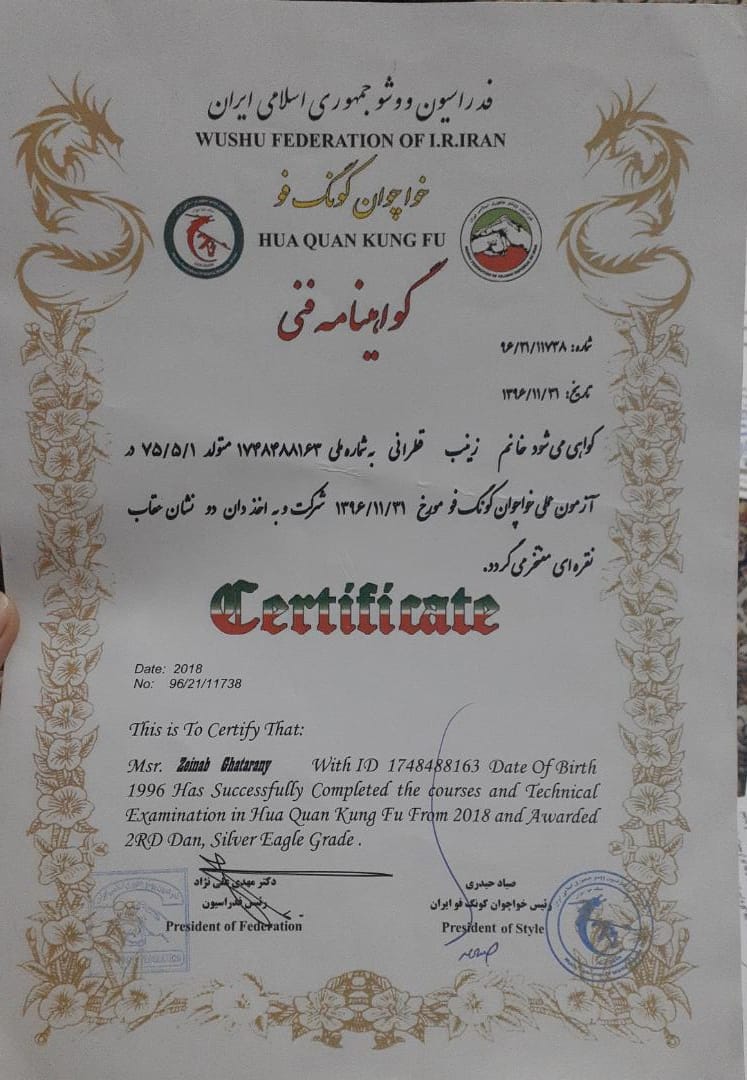 فدراسیون ووشو جمهوری اسلامی ایران
WUSHU FEDERATION OF I.R.IRAN
خواچوان کونگ فو
HUA QUAN KUNG FU
گواهینامه فنی
شماره: ۹۶/۲۱/۱۱۷۳۸
تاریخ: ۱۳۹۶/۱۱/۲۱
گواهی می شود خانم زینب قطرانی به شماره ملی ۱۷۴۸۴۸۸۱۶۳ متولد ۷۵/۵/۱ در
آزمون عملی خواچوان کونگ فو مورخ ۱۳۹۶/۱۱/۲۱ شرکت و به اخذ دان دو نشان عقاب
نقره ای مفتخر می گردد.
Certificate
Date: 2018
No: 96/21/11738
This is To Certify That:
Msr. Zeinab Ghatarany With ID 1748488163 Date Of Birth
1996 Has Successfully Completed the courses and Technical
Examination in Hua Quan Kung Fu From 2018 and Awarded
2RD Dan, Silver Eagle Grade .
دکتر مهدی علی نژاد
رئیس فدراسیون
President of Federation
صیاد حیدری
رئیس خواچوان کونگ فو ایران
President of Style